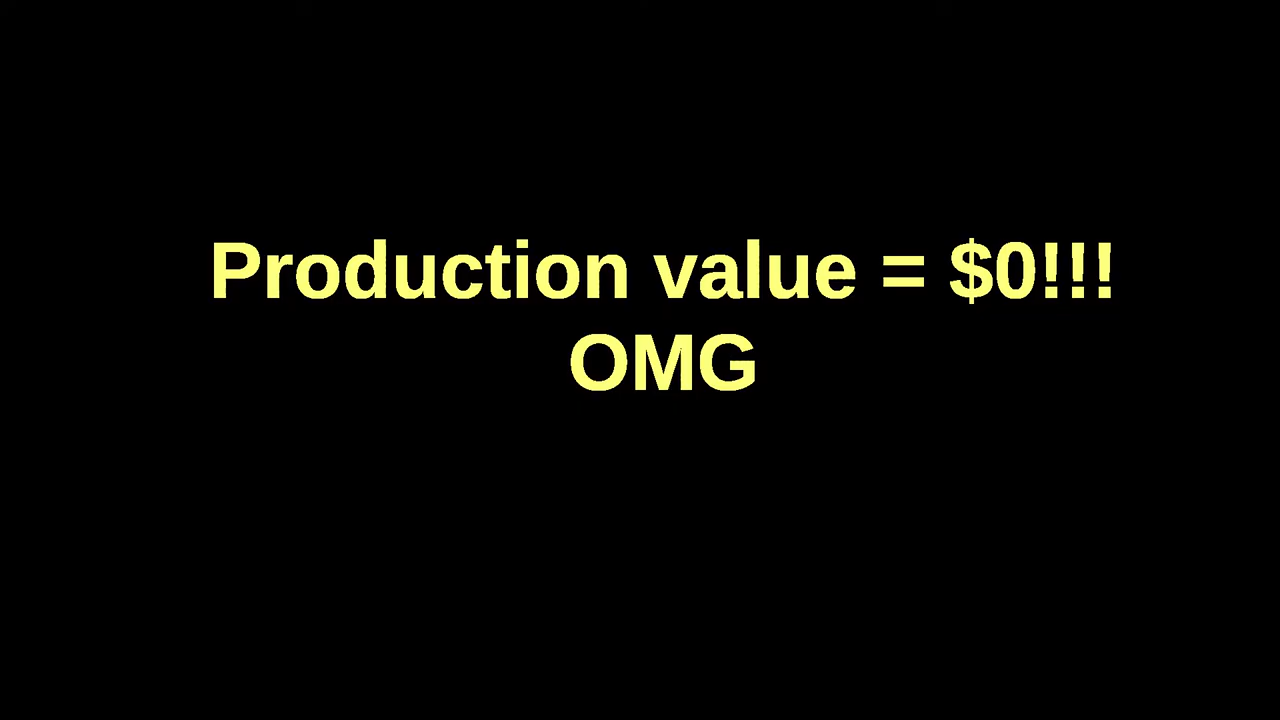 Production value = $0!!!
OMG